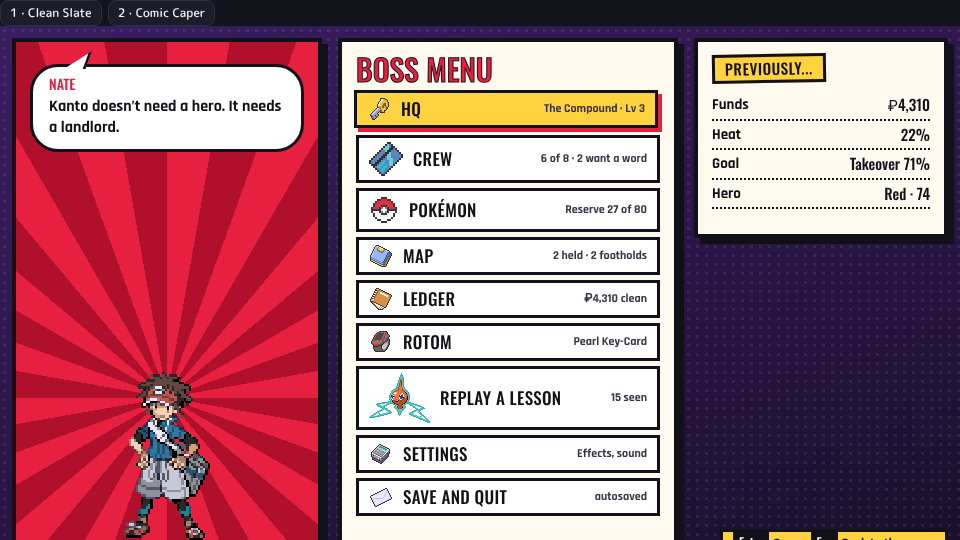 1 · Clean Slate
2 · Comic Caper
NATE
Kanto doesn't need a hero. It needs
a landlord.
BOSS MENU
HQ
The Compound · Lv 3
CREW
6 of 8 · 2 want a word
POKÉMON
Reserve 27 of 80
MAP
2 held · 2 footholds
LEDGER
₽4,310 clean
ROTOM
Pearl Key-Card
REPLAY A LESSON
15 seen
SETTINGS
Effects, sound
SAVE AND QUIT
autosaved
PREVIOUSLY...
Funds
₽4,310
Heat
22%
Goal
Takeover 71%
Hero
Red · 74